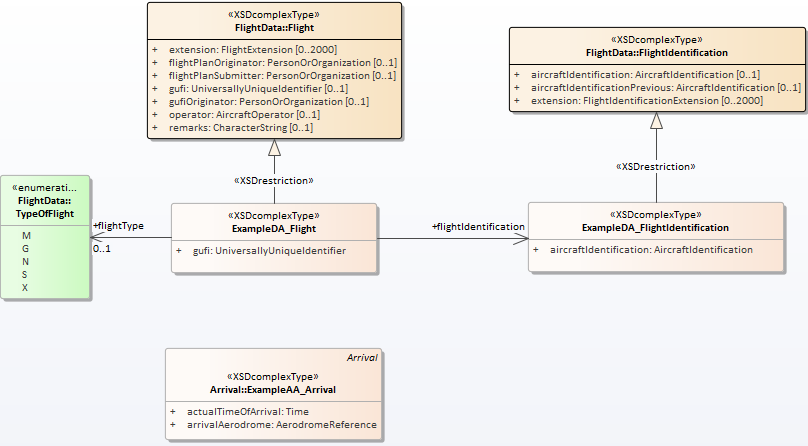 «XSDcomplexType»
FlightData::Flight
+ extension: FlightExtension [0..2000]
+ flightPlanOriginator: PersonOrOrganization [0..1]
+ flightPlanSubmitter: PersonOrOrganization [0..1]
+ gufi: UniversallyUniqueIdentifier [0..1]
+ gufiOriginator: PersonOrOrganization [0..1]
+ operator: AircraftOperator [0..1]
+ remarks: CharacterString [0..1]
«XSDcomplexType»
FlightData::FlightIdentification
+ aircraftIdentification: AircraftIdentification [0..1]
+ aircraftIdentificationPrevious: AircraftIdentification [0..1]
+ extension: FlightIdentificationExtension [0..2000]
«XSDrestriction»
«XSDrestriction»
«enumerati...
FlightData::
TypeOfFlight
M
G
N
S
X
+flightType
0..1
«XSDcomplexType»
ExampleDA_Flight
+ gufi: UniversallyUniqueIdentifier
+flightIdentification
«XSDcomplexType»
ExampleDA_FlightIdentification
+ aircraftIdentification: AircraftIdentification
Arrival
«XSDcomplexType»
Arrival::ExampleAA_Arrival
+ actualTimeOfArrival: Time
+ arrivalAerodrome: AerodromeReference